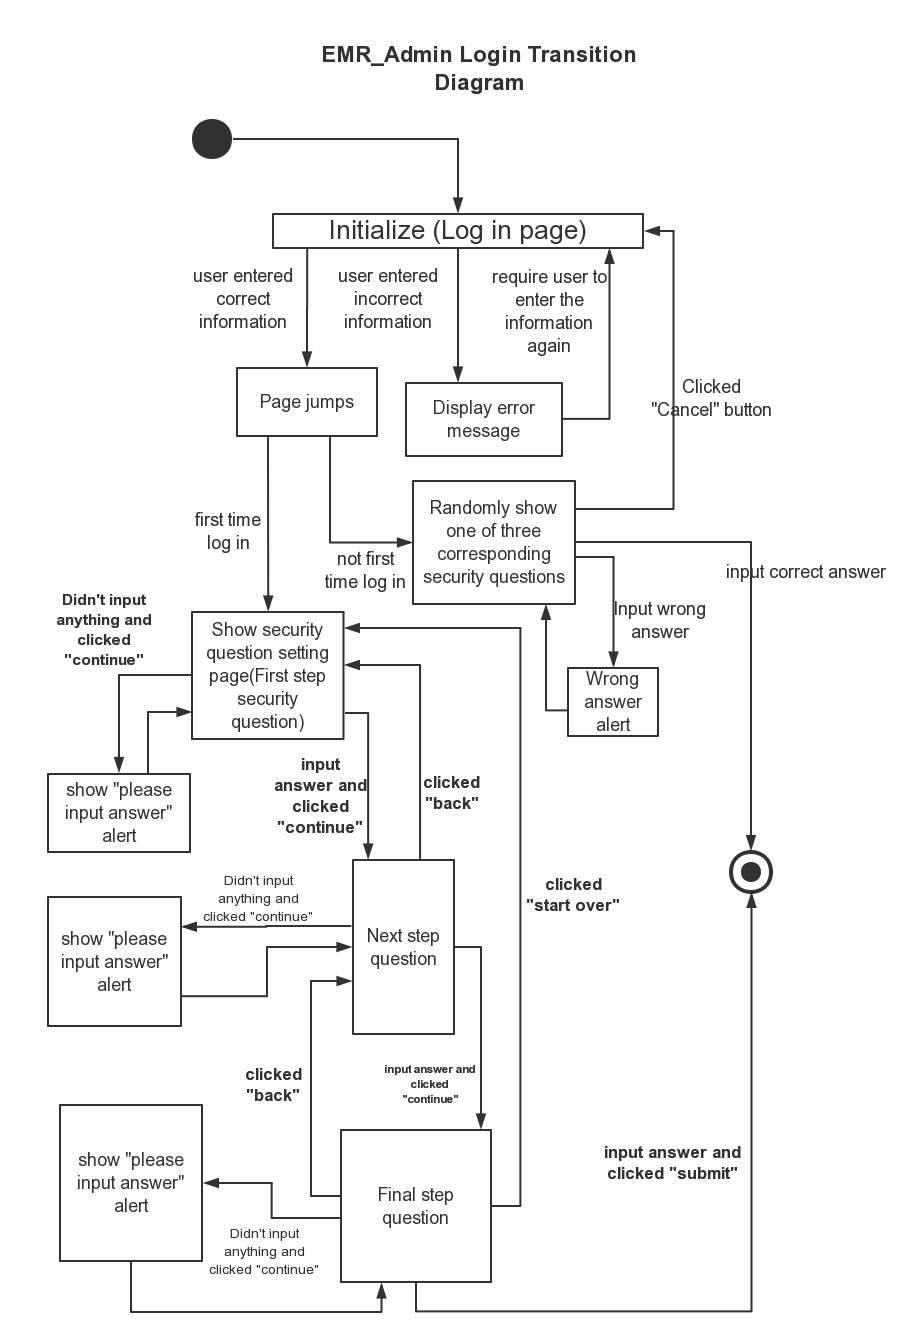 EMR_Admin Login Transition
Diagram
Initialize (Log in page)
user entered
correct
information
user entered
incorrect
information
require user to
enter the
information
again
Page jumps
Display error
message
Clicked
"Cancel" button
first time
log in
not first
time log in
Randomly show
one of three
corresponding
security questions
input correct answer
Input wrong
answer
Wrong
answer
alert
Didn't input
anything and
clicked
"continue"
Show security
question setting
page(First step
security
question)
show "please
input answer"
alert
input
answer and
clicked
"continue"
clicked
"back"
clicked
"start over"
Didn't input
anything and
clicked "continue"
show "please
input answer"
alert
Next step
question
clicked
"back"
input answer and
clicked
"continue"
show "please
input answer"
alert
Final step
question
Didn't input
anything and
clicked "continue"
input answer and
clicked "submit"